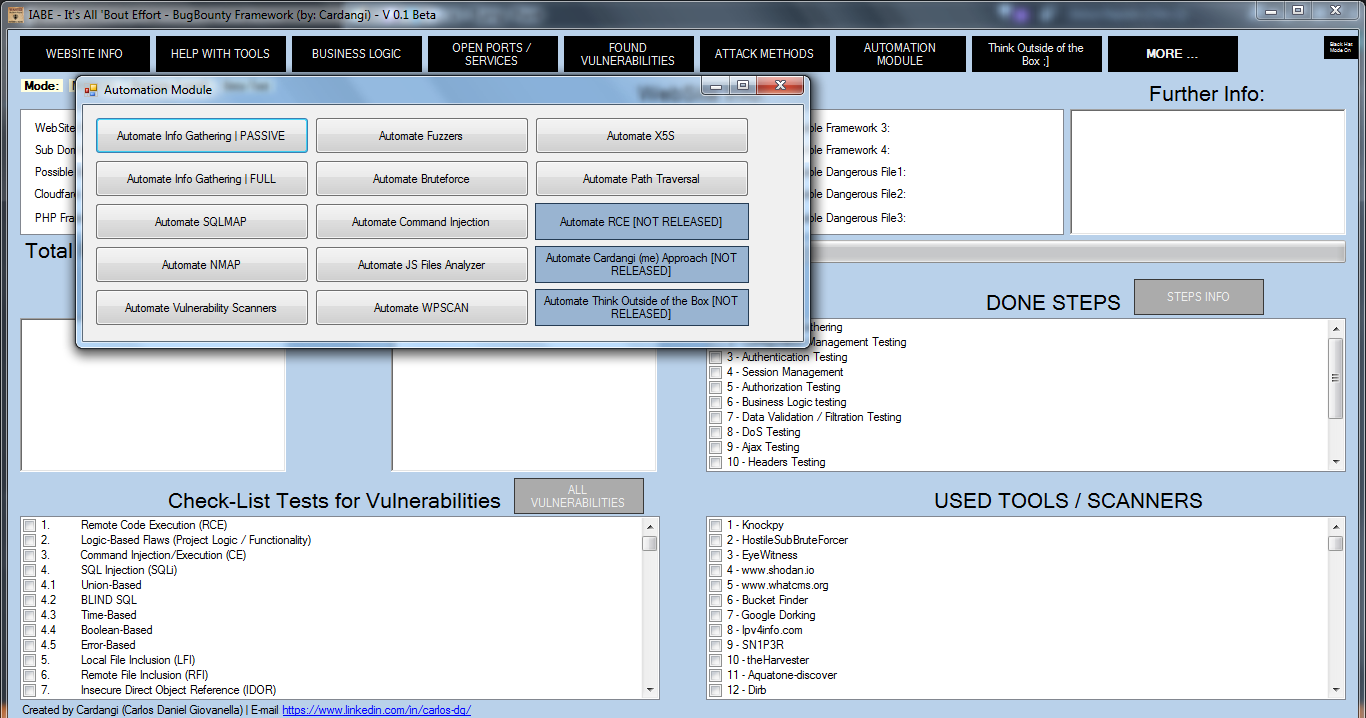 IABE - It's All 'Bout Effort - BugBounty Framework (by: Cardangi) - V 0.1 Beta
WEBSITE INFO
HELP WITH TOOLS
BUSINESS LOGIC
OPEN PORTS /
SERVICES
FOUND
VULNERABILITIES
ATTACK METHODS
AUTOMATION
MODULE
Think Outside of the
Box ;]
MORE ...
Black Hat
Mode On
Mode:
Automation Module
Automate Info Gathering | PASSIVE
Automate Fuzzers
Automate X5S
Automate Info Gathering | FULL
Automate Bruteforce
Automate Path Traversal
Automate SQLMAP
Automate Command Injection
Automate RCE [NOT RELEASED]
Automate NMAP
Automate JS Files Analyzer
Automate Cardangi (me) Approach [NOT
RELEASED]
Automate Vulnerability Scanners
Automate WPSCAN
Automate Think Outside of the Box [NOT
RELEASED]
Further Info:
WebSite
Sub Dom
Possible
Cloudfare
PHP Fra
ble Framework 3:
ble Framework 4:
ble Dangerous File1:
ble Dangerous File2:
ble Dangerous File3:
Total
DONE STEPS
STEPS INFO
thering
Management Testing
3 - Authentication Testing
4 - Session Management
5 - Authorization Testing
6 - Business Logic testing
7 - Data Validation / Filtration Testing
8 - DoS Testing
9 - Ajax Testing
10 - Headers Testing
Check-List Tests for Vulnerabilities
ALL
VULNERABILITIES
1. Remote Code Execution (RCE)
2. Logic-Based Flaws (Project Logic / Functionality)
3. Command Injection/Execution (CE)
4. SQL Injection (SQLi)
4.1 Union-Based
4.2 BLIND SQL
4.3 Time-Based
4.4 Boolean-Based
4.5 Error-Based
5. Local File Inclusion (LFI)
6. Remote File Inclusion (RFI)
7. Insecure Direct Object Reference (IDOR)
USED TOOLS / SCANNERS
1 - Knockpy
2 - HostileSubBruteForcer
3 - EyeWitness
4 - www.shodan.io
5 - www.whatcms.org
6 - Bucket Finder
7 - Google Dorking
8 - Ipv4info.com
9 - SN1P3R
10 - theHarvester
11 - Aquatone-discover
12 - Dirb
Created by Cardangi (Carlos Daniel Giovanella) | E-mail https://www.linkedin.com/in/carlos-dg/